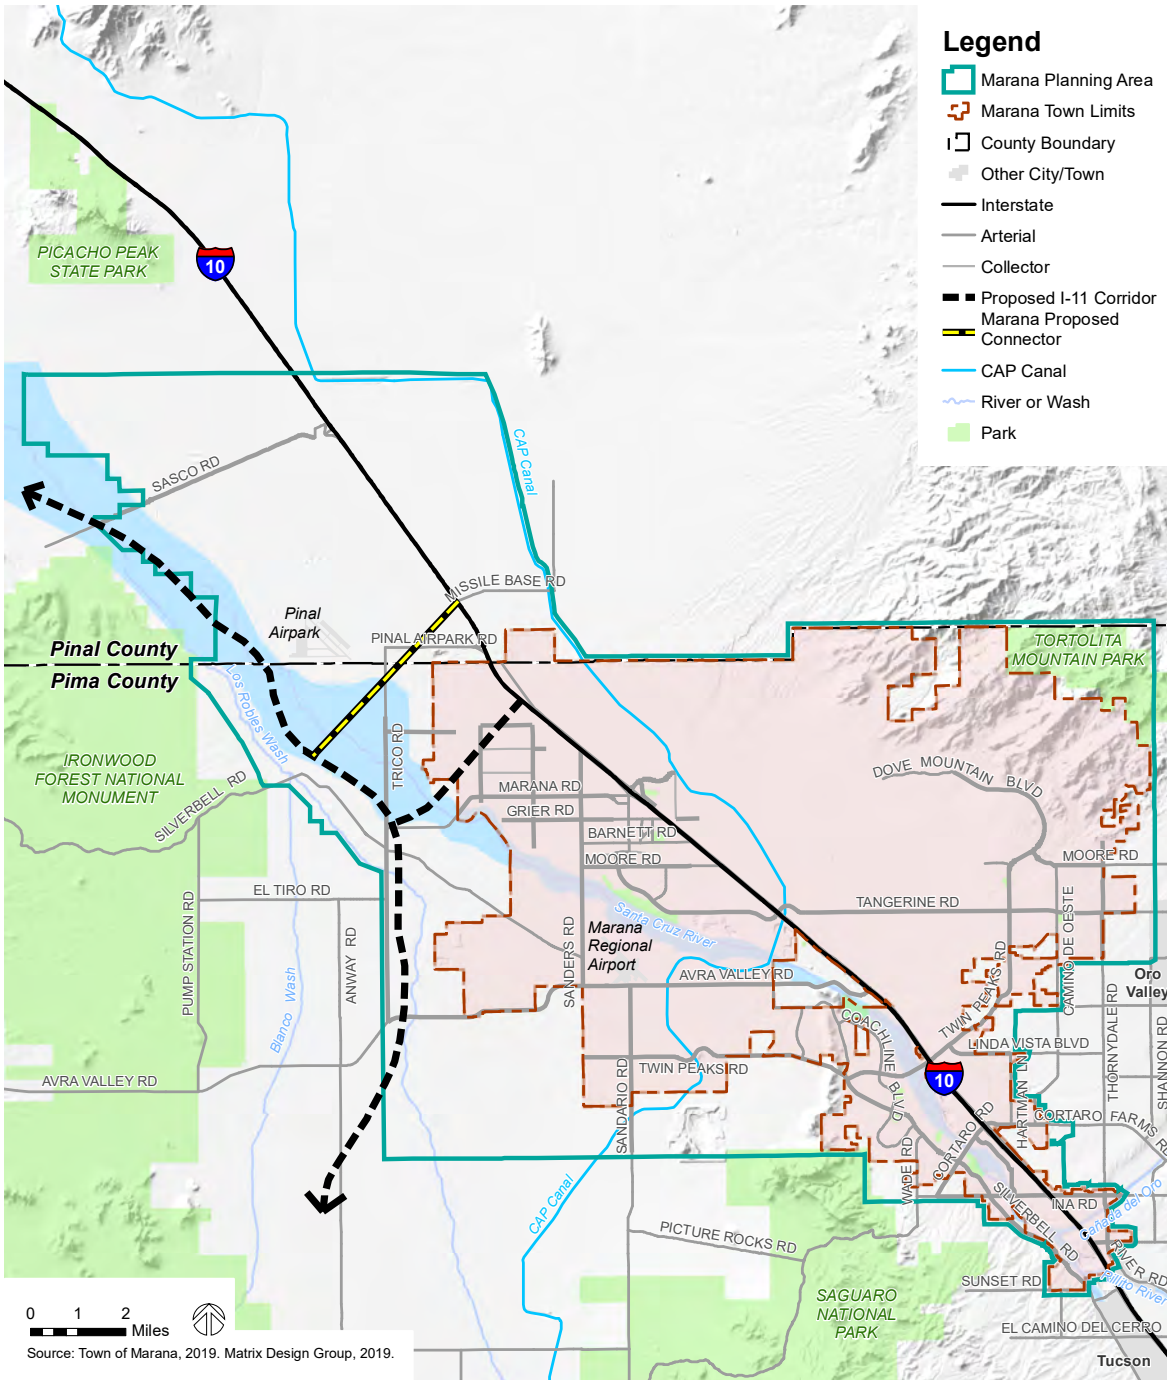 Legend
Marana Planning Area
Marana Town Limits
County Boundary
Other City/Town
Interstate
Arterial
Collector
Proposed I-11 Corridor
Marana Proposed
Connector
CAP Canal
River or Wash
Park
PICACHO PEAK
STATE PARK
10
CAP Canal
SASCO RD
MISSILE BASE RD
Pinal
Airpark
PINAL AIRPARK RD
Pinal County
Pima County
TORTOLITA
MOUNTAIN PARK
Los Robles Wash
TRICO RD
IRONWOOD
FOREST NATIONAL
MONUMENT
SILVERBELL RD
MARANA RD
GRIER RD
BARNETT RD
MOORE RD
DOVE MOUNTAIN BLVD
MOORE RD
EL TIRO RD
TANGERINE RD
PUMP STATION RD
ANWAY RD
SANDERS RD
Santa Cruz River
Marana
Regional
Airport
CAMINO DE OESTE
AVRA VALLEY RD
Oro
Valley
Blanco Wash
TWIN PEAKS RD
COACHLINE BLVD
LINDA VISTA BLVD
THORNYDALE RD
SHANNON RD
TWIN PEAKS RD
10
AVRA VALLEY RD
SANDARIO RD
HARTMAN LN
CORTARO FARMS RD
CORTARO RD
WADE RD
CAP Canal
SILVERBELL RD
INA RD
Cañada del Oro
PICTURE ROCKS RD
RIVER RD
SUNSET RD
Rillito River
SAGUARO
NATIONAL
PARK
EL CAMINO DEL CERRO
Tucson
0 1 2
Miles
Source: Town of Marana, 2019. Matrix Design Group, 2019.